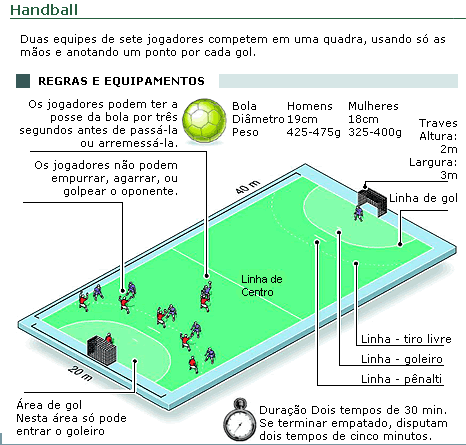 Handball
Duas equipes de sete jogadores competem em uma quadra, usando só as
mãos e anotando um ponto por cada gol.
REGRAS E EQUIPAMENTOS
Os jogadores podem ter a
posse da bola por três
segundos antes de passá-la
ou arremessá-la.
Bola Homens Mulheres
Diâmetro 19cm 18cm
Peso 425-475g 325-400g
Traves
Altura:
2m
Largura:
3m
Os jogadores não podem
empurrar, agarrar, ou
golpear o oponente.
40 m
Linha de gol
Linha de
Centro
Linha - tiro livre
Linha - goleiro
Linha - pênalti
20 m
Área de gol
Nesta área só pode
entrar o goleiro
Duração Dois tempos de 30 min.
Se terminar empatado, disputam
dois tempos de cinco minutos.